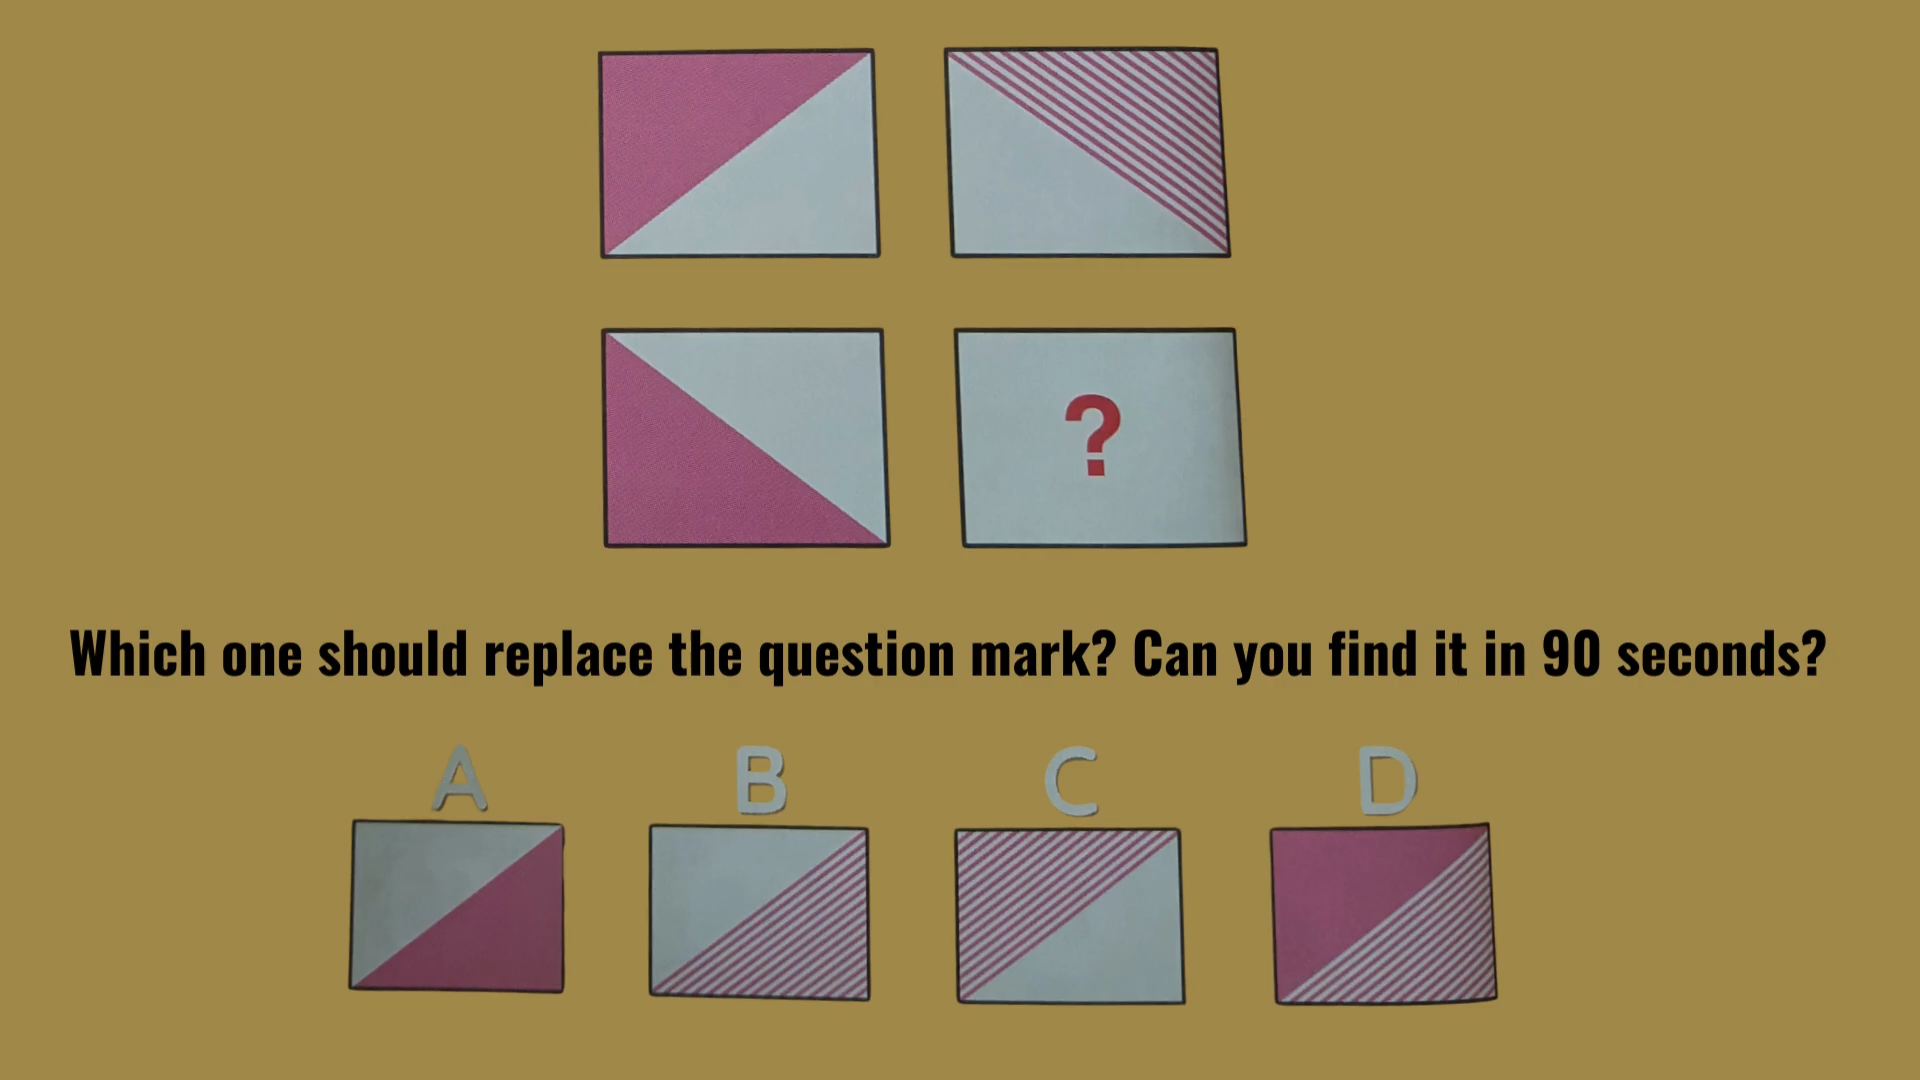 ?
Which one should replace the question mark? Can you find it in 90 seconds?
A B C D